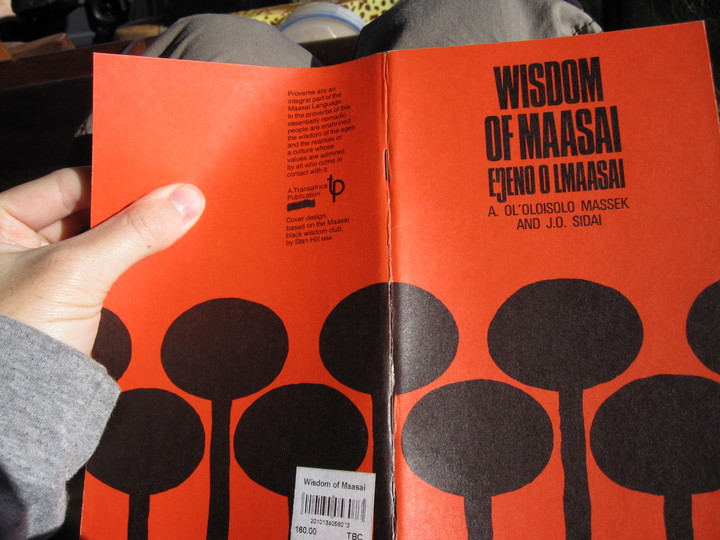 Proverbs are an
integral part of the
Maasai Language.
In the proverbs of this
essentially nomadic
people are enshrined
the wisdom of the ages
and the realities of
a culture whose
values are admired
by all who come in
contact with it
A Transafrica
Publication
tp
Cover design,
based on the Maasai
black wisdom club,
by Stan Hill MSIA
WISDOM
OF MAASAI
EƆENO O LMAASAI
A. OL'OLOISOLO MASSEK
AND J.O. SIDAI
Wisdom of Maasai
160.00 TBC